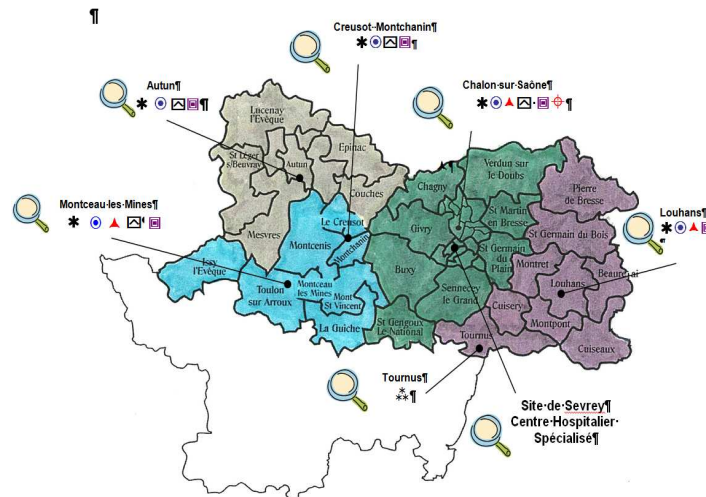 ¶
Creusot-Montchanin¶
¶
Autun¶
¶
Chalon·sur·Saône¶
¶
Montceau·les·Mines¶
Louhans¶
¶
Lucenay
l'Evêque
Epinac
St Léger
s/Beuvray
Autun
Couches
Mesvres
Verdun sur
le Doubs
Chagny
Pierre
de Bresse
St Martin
en Bresse
Givry
St Germain du Bois
St Germain
du
Plain
Le Creusot
Montchanin
Montcenis
Issy
l'Evêque
Toulon
sur Arroux
Montceau
les Mines
Mont
St Vincent
La Guiche
Buxy
Sennecey
le Grand
St Gengoux
Le National
Montret
Louhans
Cuisery
Montpont
Tournus
Cuiseaux
Tournus¶
¶
Site·de·Sevrey¶
Centre·Hospitalier·
Spécialisé¶